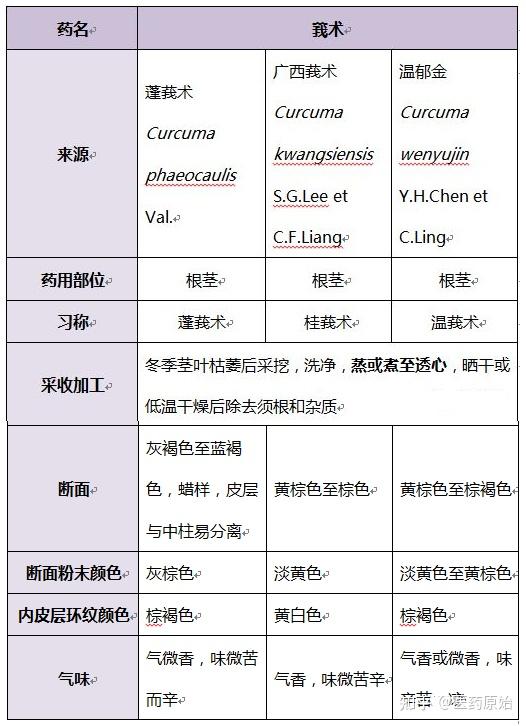 药名
莪术
来源
蓬莪术
Curcuma
phaeocaulis
Val.
广西莪术
Curcuma
kwangsiensis
S.G.Lee et
C.F.Liang
温郁金
Curcuma
wenyujin
Y.H.Chen et
C.Ling
药用部位
根茎
根茎
根茎
习称
蓬莪术
桂莪术
温莪术
采收加工
冬季茎叶枯萎后采挖，洗净，蒸或煮至透心，晒干或
低温干燥后除去须根和杂质
断面
灰褐色至蓝褐
色，蜡样，皮层
与中柱易分离
黄棕色至棕色
黄棕色至棕褐色
断面粉末颜色
灰棕色
淡黄色
淡黄色至黄棕色
内皮层环纹颜色
棕褐色
黄白色
棕褐色
气味
气微香，味微苦
而辛
气香，味微苦辛
气香或微香，味
知乎 @医药原始